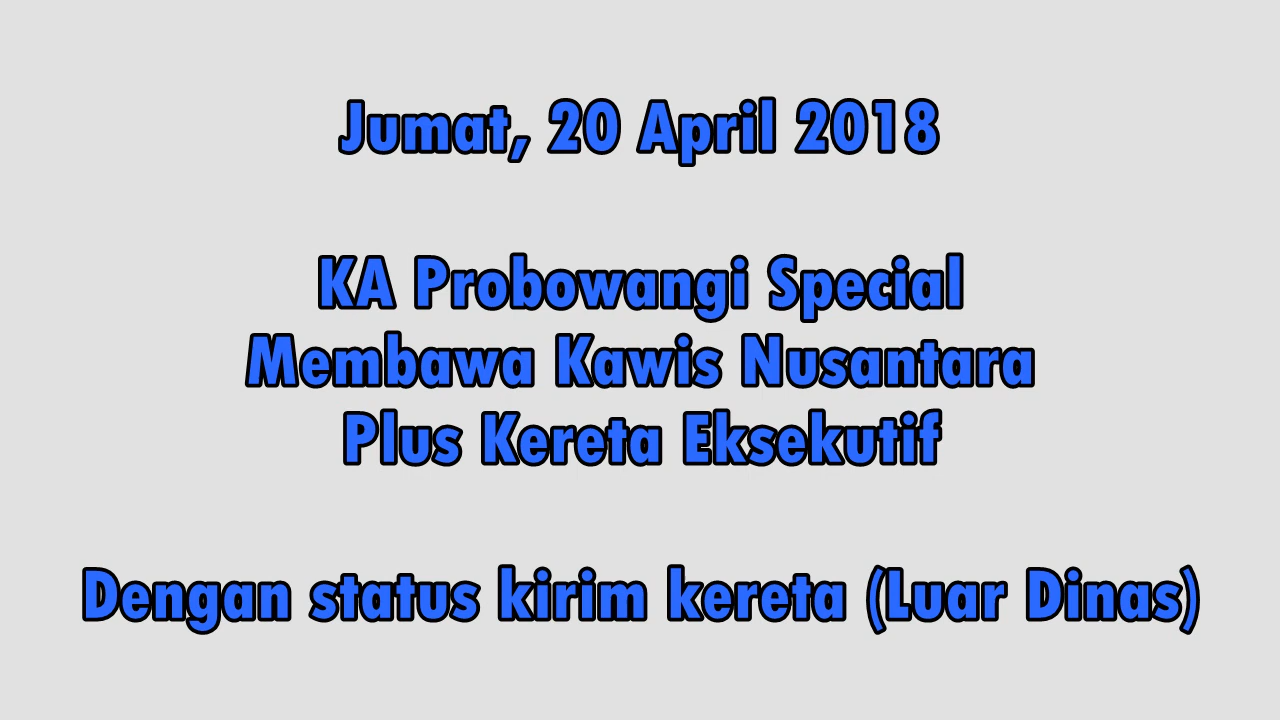 Jumat, 20 April 2018
KA Probowangi Special
Membawa Kawis Nusantara
Plus Kereta Eksekutif
Dengan status kirim kereta (Luar Dinas)